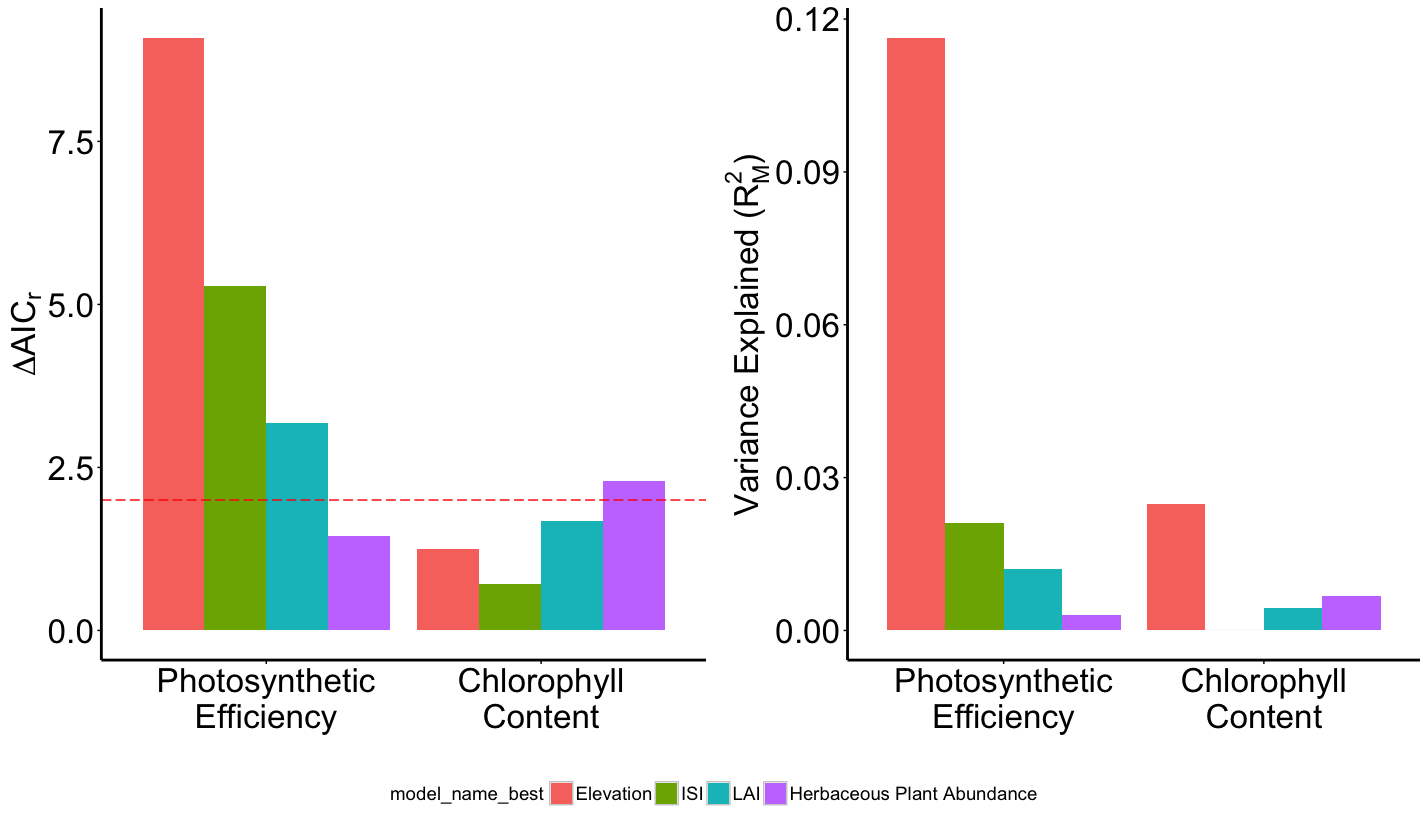 ΔAICr
7.5
5.0
2.5
0.0
Photosynthetic
Efficiency
Chlorophyll
Content
Variance Explained (R²M)
0.12
0.09
0.06
0.03
0.00
Photosynthetic
Efficiency
Chlorophyll
Content
model_name_best Elevation ISI LAI Herbaceous Plant Abundance